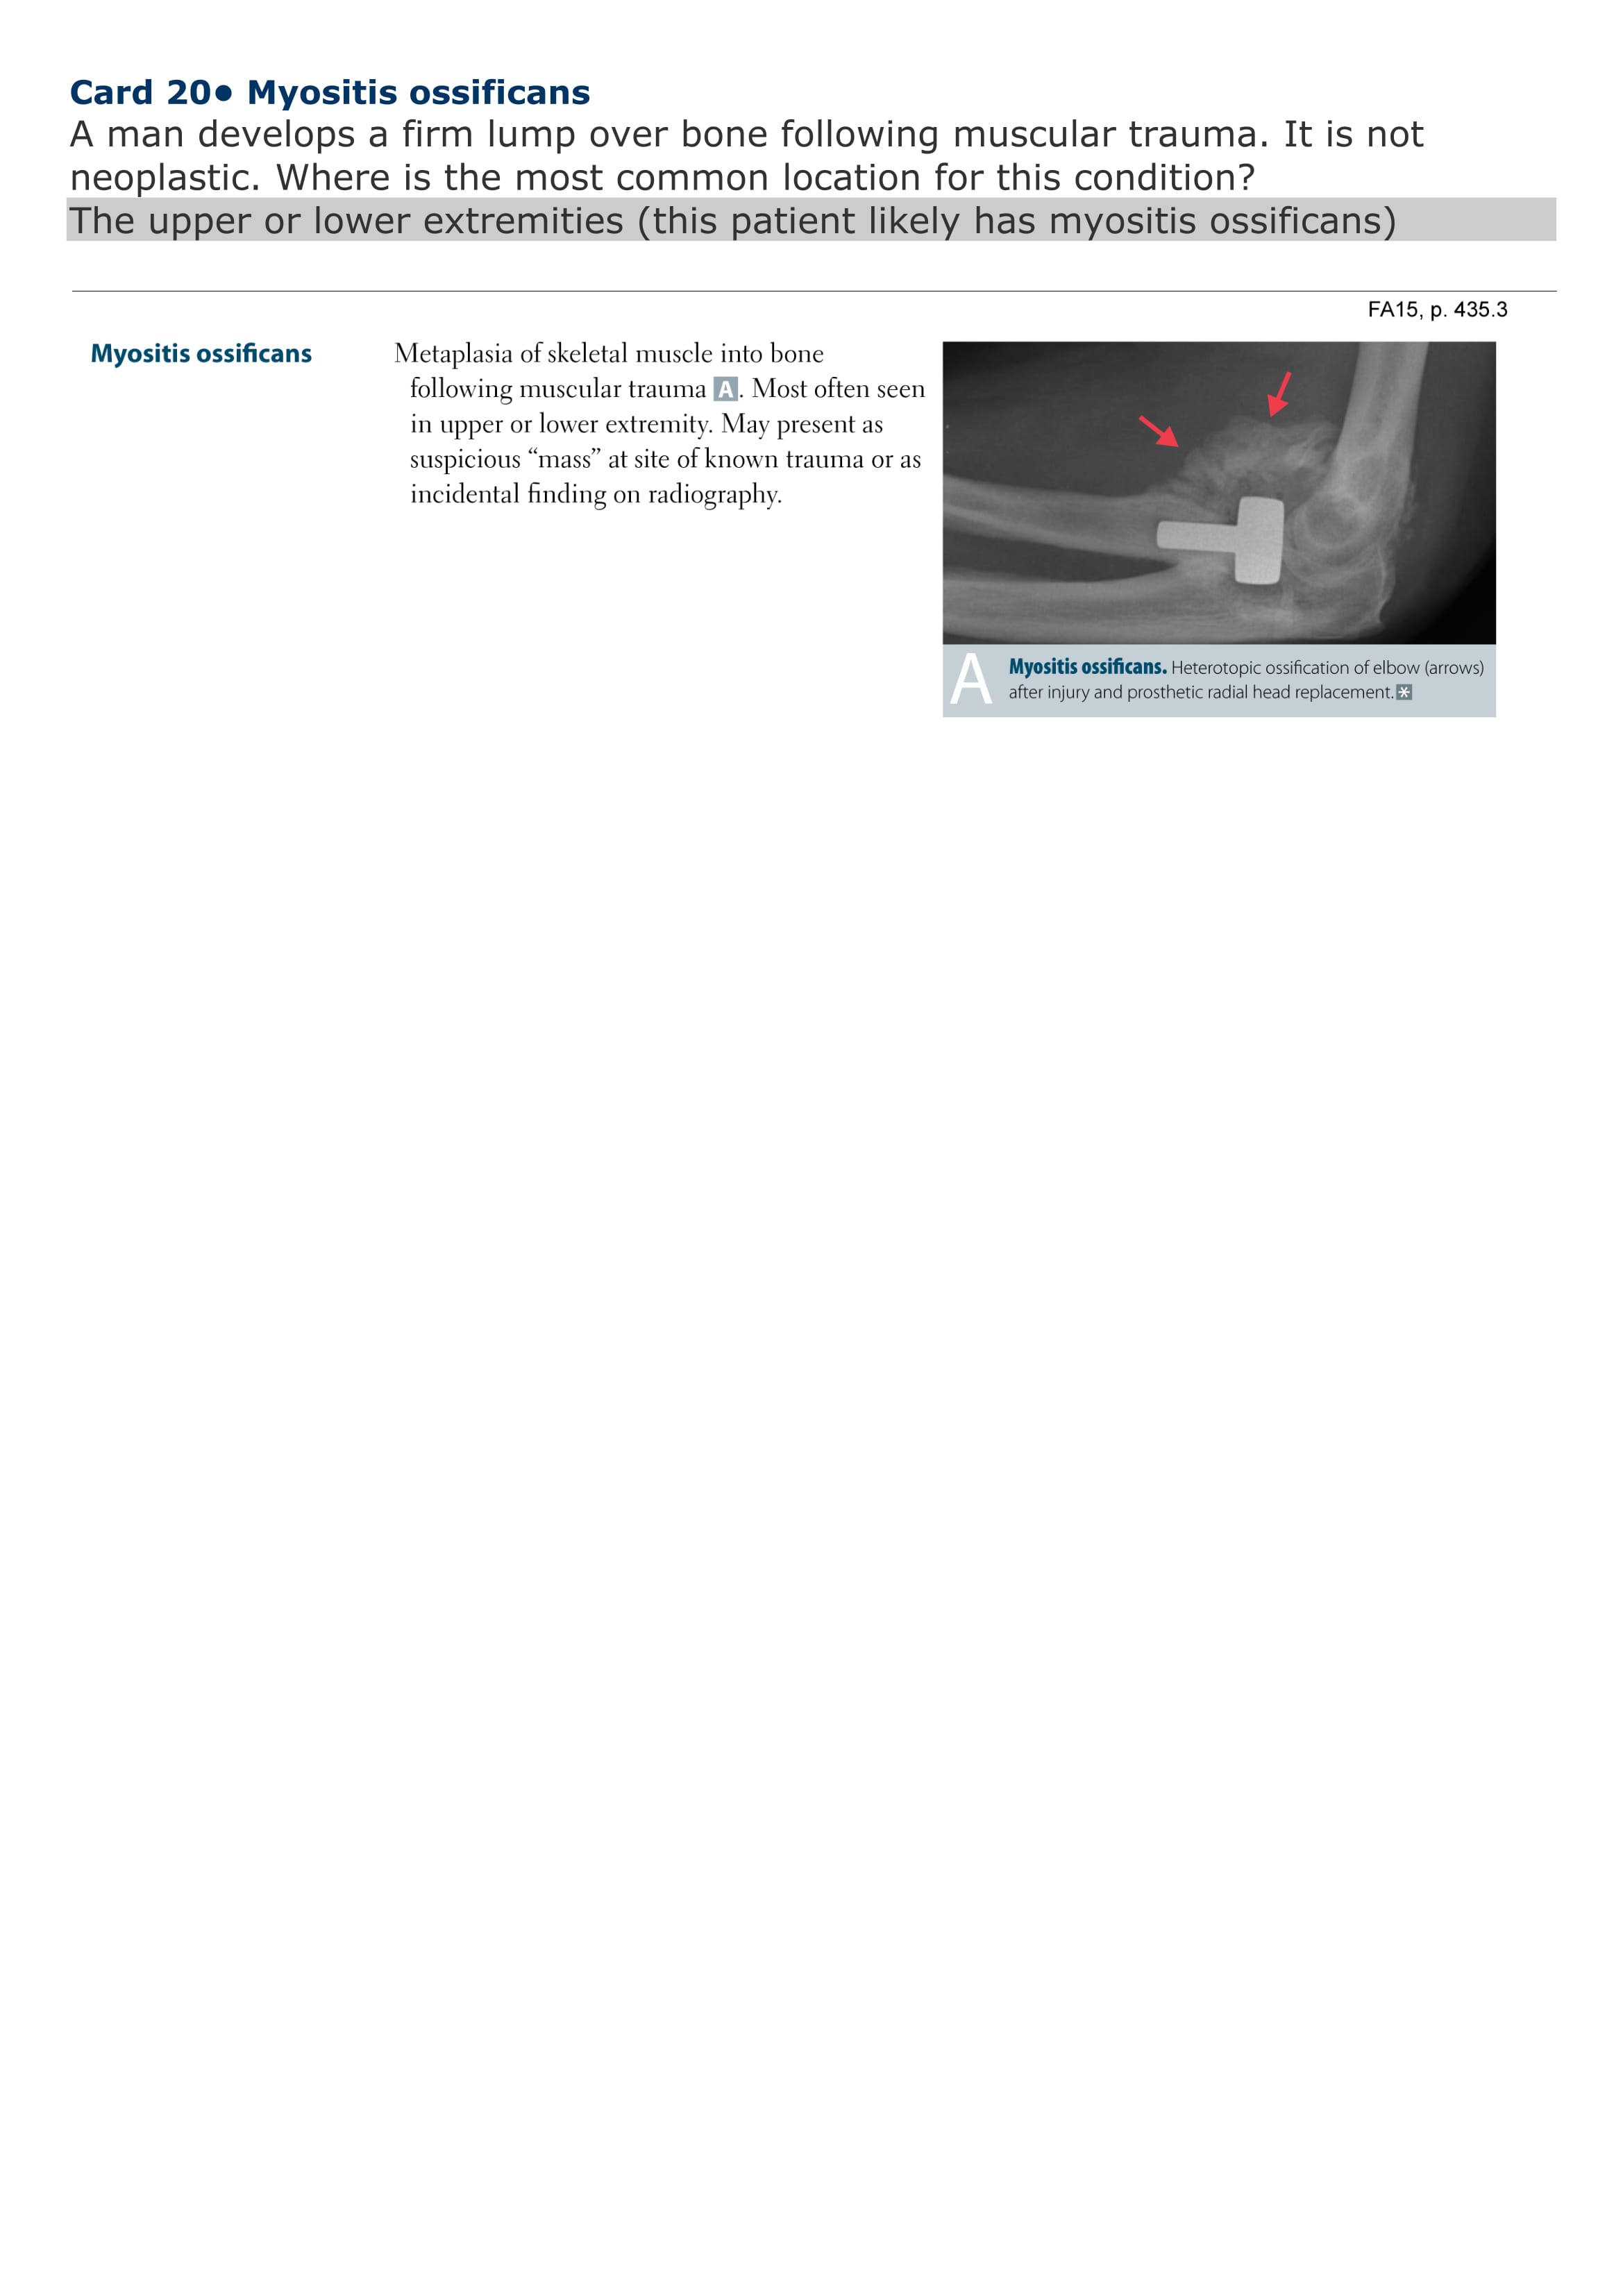 Card 20● Myositis ossificans
A man develops a firm lump over bone following muscular trauma. It is not
neoplastic. Where is the most common location for this condition?
The upper or lower extremities (this patient likely has myositis ossificans)
FA15, p. 435.3
Myositis ossificans
Metaplasia of skeletal muscle into bone
following muscular trauma A. Most often seen
in upper or lower extremity. May present as
suspicious “mass” at site of known trauma or as
incidental finding on radiography.
A
Myositis ossificans. Heterotopic ossification of elbow (arrows)
after injury and prosthetic radial head replacement.*